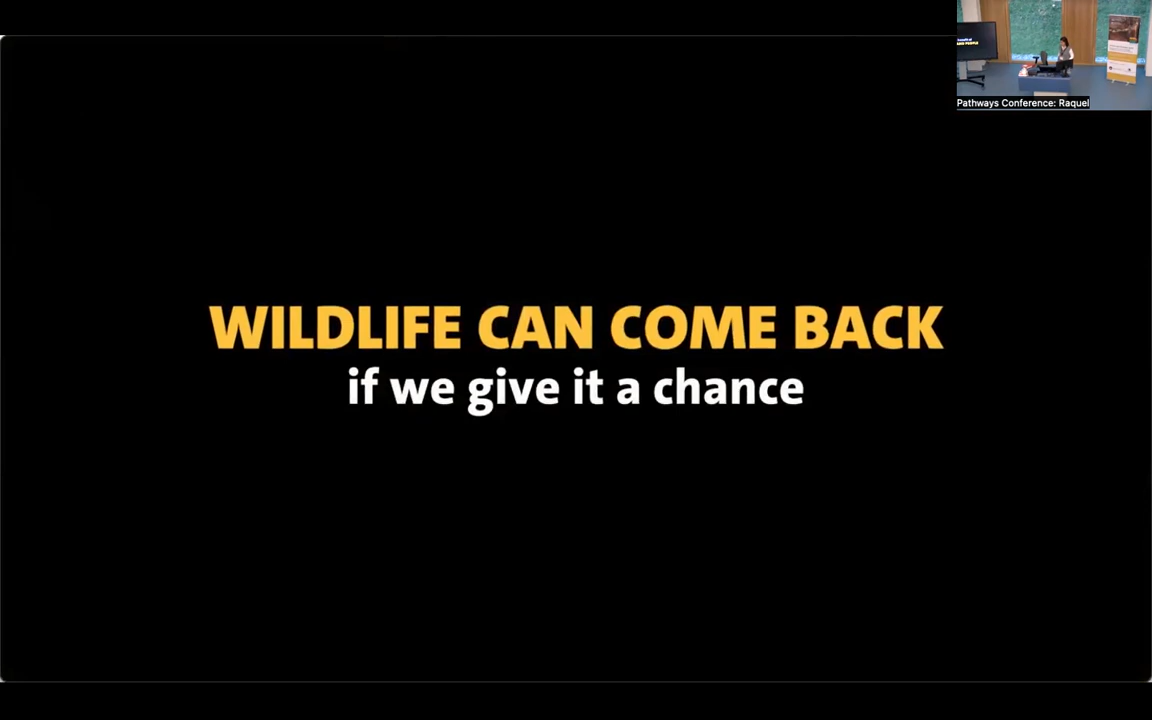 WILDLIFE CAN COME BACK
if we give it a chance
Pathways Conference: Raquel